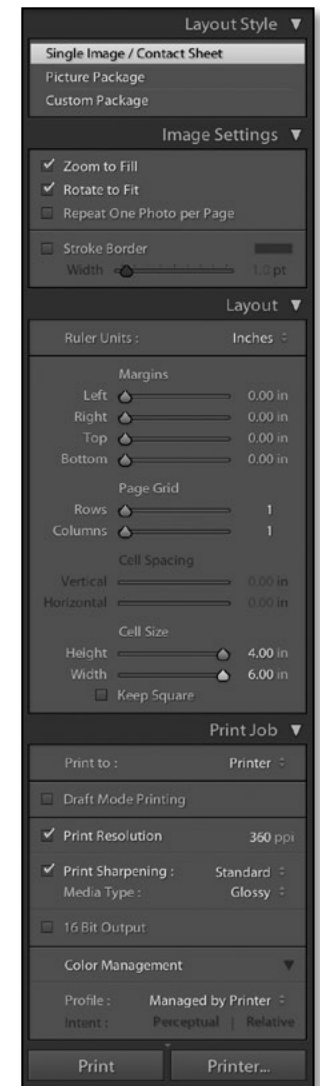 Layout Style ▼
Single Image / Contact Sheet
Picture Package
Custom Package
Image Settings ▼
Zoom to Fill
Rotate to Fit
Repeat One Photo per Page
Stroke Border
Width 1.0 pt
Layout ▼
Ruler Units : Inches
Margins
Left 0.00 in
Right 0.00 in
Top 0.00 in
Bottom 0.00 in
Page Grid
Rows 1
Columns 1
Cell Spacing
Vertical 0.00 in
Horizontal 0.00 in
Cell Size
Height 4.00 in
Width 6.00 in
Keep Square
Print Job ▼
Print to : Printer
Draft Mode Printing
Print Resolution 360 ppi
Print Sharpening : Standard
Media Type : Glossy
16 Bit Output
Color Management ▼
Profile : Managed by Printer
Intent : Perceptual | Relative
Print Printer...